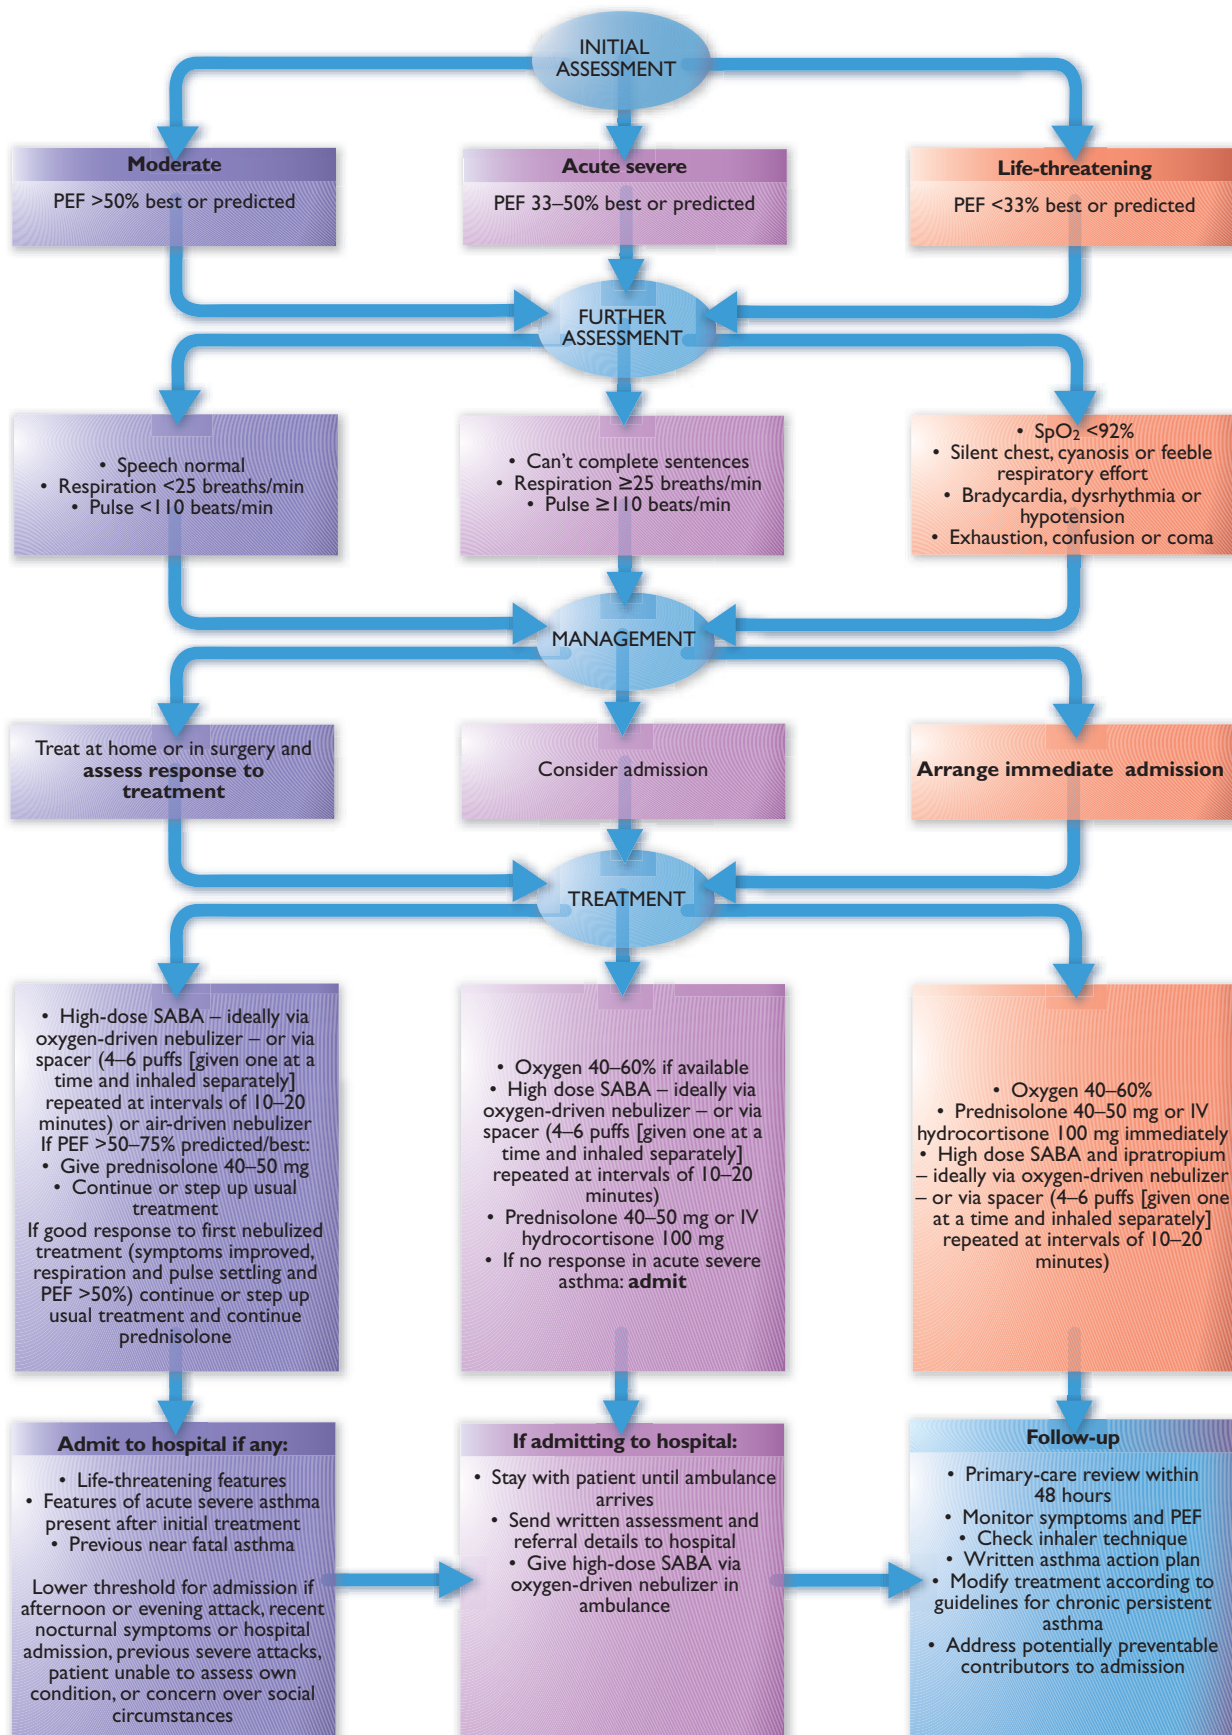 INITIAL
ASSESSMENT
Moderate
PEF >50% best or predicted
Acute severe
PEF 33–50% best or predicted
Life-threatening
PEF <33% best or predicted
FURTHER
ASSESSMENT
• Speech normal
• Respiration <25 breaths/min
• Pulse <110 beats/min
• Can't complete sentences
• Respiration ≥25 breaths/min
• Pulse ≥110 beats/min
• SpO₂ <92%
• Silent chest, cyanosis or feeble
respiratory effort
• Bradycardia, dysrhythmia or
hypotension
• Exhaustion, confusion or coma
MANAGEMENT
Treat at home or in surgery and
assess response to
treatment
Consider admission
Arrange immediate admission
TREATMENT
• High-dose SABA – ideally via
oxygen-driven nebulizer – or via
spacer (4–6 puffs [given one at a
time and inhaled separately]
repeated at intervals of 10–20
minutes) or air-driven nebulizer
If PEF >50–75% predicted/best:
• Give prednisolone 40–50 mg
• Continue or step up usual
treatment
If good response to first nebulized
treatment (symptoms improved,
respiration and pulse settling and
PEF >50%) continue or step up
usual treatment and continue
prednisolone
• Oxygen 40–60% if available
• High dose SABA – ideally via
oxygen-driven nebulizer – or via
spacer (4–6 puffs [given one at a
time and inhaled separately]
repeated at intervals of 10–20
minutes)
• Prednisolone 40–50 mg or IV
hydrocortisone 100 mg
• If no response in acute severe
asthma: admit
• Oxygen 40–60%
• Prednisolone 40–50 mg or IV
hydrocortisone 100 mg immediately
• High dose SABA and ipratropium
– ideally via oxygen-driven nebulizer
– or via spacer (4–6 puffs [given one
at a time and inhaled separately]
repeated at intervals of 10–20
minutes)
Admit to hospital if any:
• Life-threatening features
• Features of acute severe asthma
present after initial treatment
• Previous near fatal asthma
Lower threshold for admission if
afternoon or evening attack, recent
nocturnal symptoms or hospital
admission, previous severe attacks,
patient unable to assess own
condition, or concern over social
circumstances
If admitting to hospital:
• Stay with patient until ambulance
arrives
• Send written assessment and
referral details to hospital
• Give high-dose SABA via
oxygen-driven nebulizer in
ambulance
Follow-up
• Primary-care review within
48 hours
• Monitor symptoms and PEF
• Check inhaler technique
• Written asthma action plan
• Modify treatment according to
guidelines for chronic persistent
asthma
• Address potentially preventable
contributors to admission